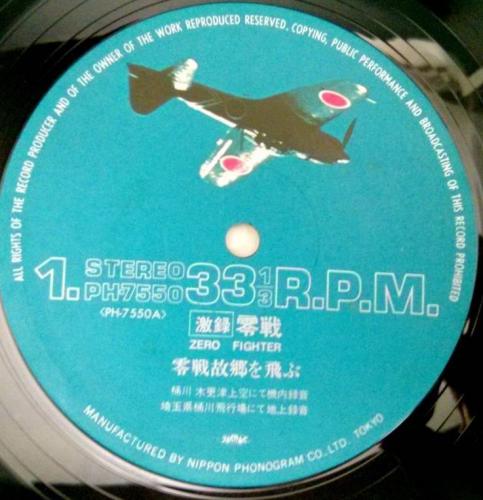 ALL RIGHTS OF THE RECORD PRODUCER AND OF THE OWNER OF THE WORK REPRODUCED RESERVED. COPYING, PUBLIC PERFORMANCE AND BROADCASTING OF THIS RECORD PROHIBITED
1. STEREO PH7550 33 1/3 R.P.M.
<PH-7550A>
激録 零戦
ZERO FIGHTER
零戦故郷を飛ぶ
桶川 木更津上空にて機内録音
埼玉県桶川飛行場にて地上録音
MANUFACTURED BY NIPPON PHONOGRAM CO., LTD. TOKYO